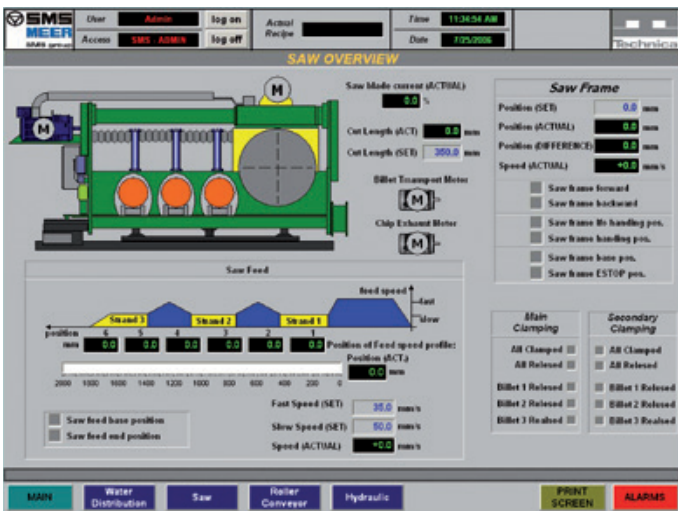 SMS
MEER
SMS group
User Admin log on
Access SMS - ADMIN log off
Actual
Recipe
Time 11:34:54 AM
Date 7/25/2006
Technica
SAW OVERVIEW
M
M
Saw blade current (ACTUAL)
0.0 %
Cut Length (ACT) 0.0 mm
Cut Length (SET) 350.0 mm
Billet Transport Motor
M
Chip Exhaust Motor
M
Saw Frame
Position (SET) 0.0 mm
Position (ACTUAL) 0.0 mm
Position (DIFFERENCE) 0.0 mm
Speed (ACTUAL) +0.0 mm/s
Saw frame forward
Saw frame backward
Saw frame No handing pos.
Saw frame handing pos.
Saw frame base pos.
Saw frame ESTOP pos.
Saw Feed
feed speed
fast
slow
Strand 3 Strand 2 Strand 1
position 6 5 4 3 2 1
mm 0.0 0.0 0.0 0.0 0.0 0.0 Position of Feed speed profile:
Position (ACT.)
0.0 mm
2000 1800 1600 1400 1200 1000 800 600 400 200 0
Fast Speed (SET) 35.0 mm/s
Slow Speed (SET) 50.0 mm/s
Speed (ACTUAL) +0.0 mm/s
Saw feed base position
Saw feed end position
Main
Clamping
All Clamped
All Relesed
Billet 1 Relesed
Billet 2 Relesed
Billet 3 Realsed
Secondary
Clamping
All Clamped
All Relesed
Billet 1 Relesed
Billet 2 Relesed
Billet 3 Realsed
MAIN
Water
Distribution
Saw
Roller
Conveyor
Hydraulic
PRINT
SCREEN
ALARMS